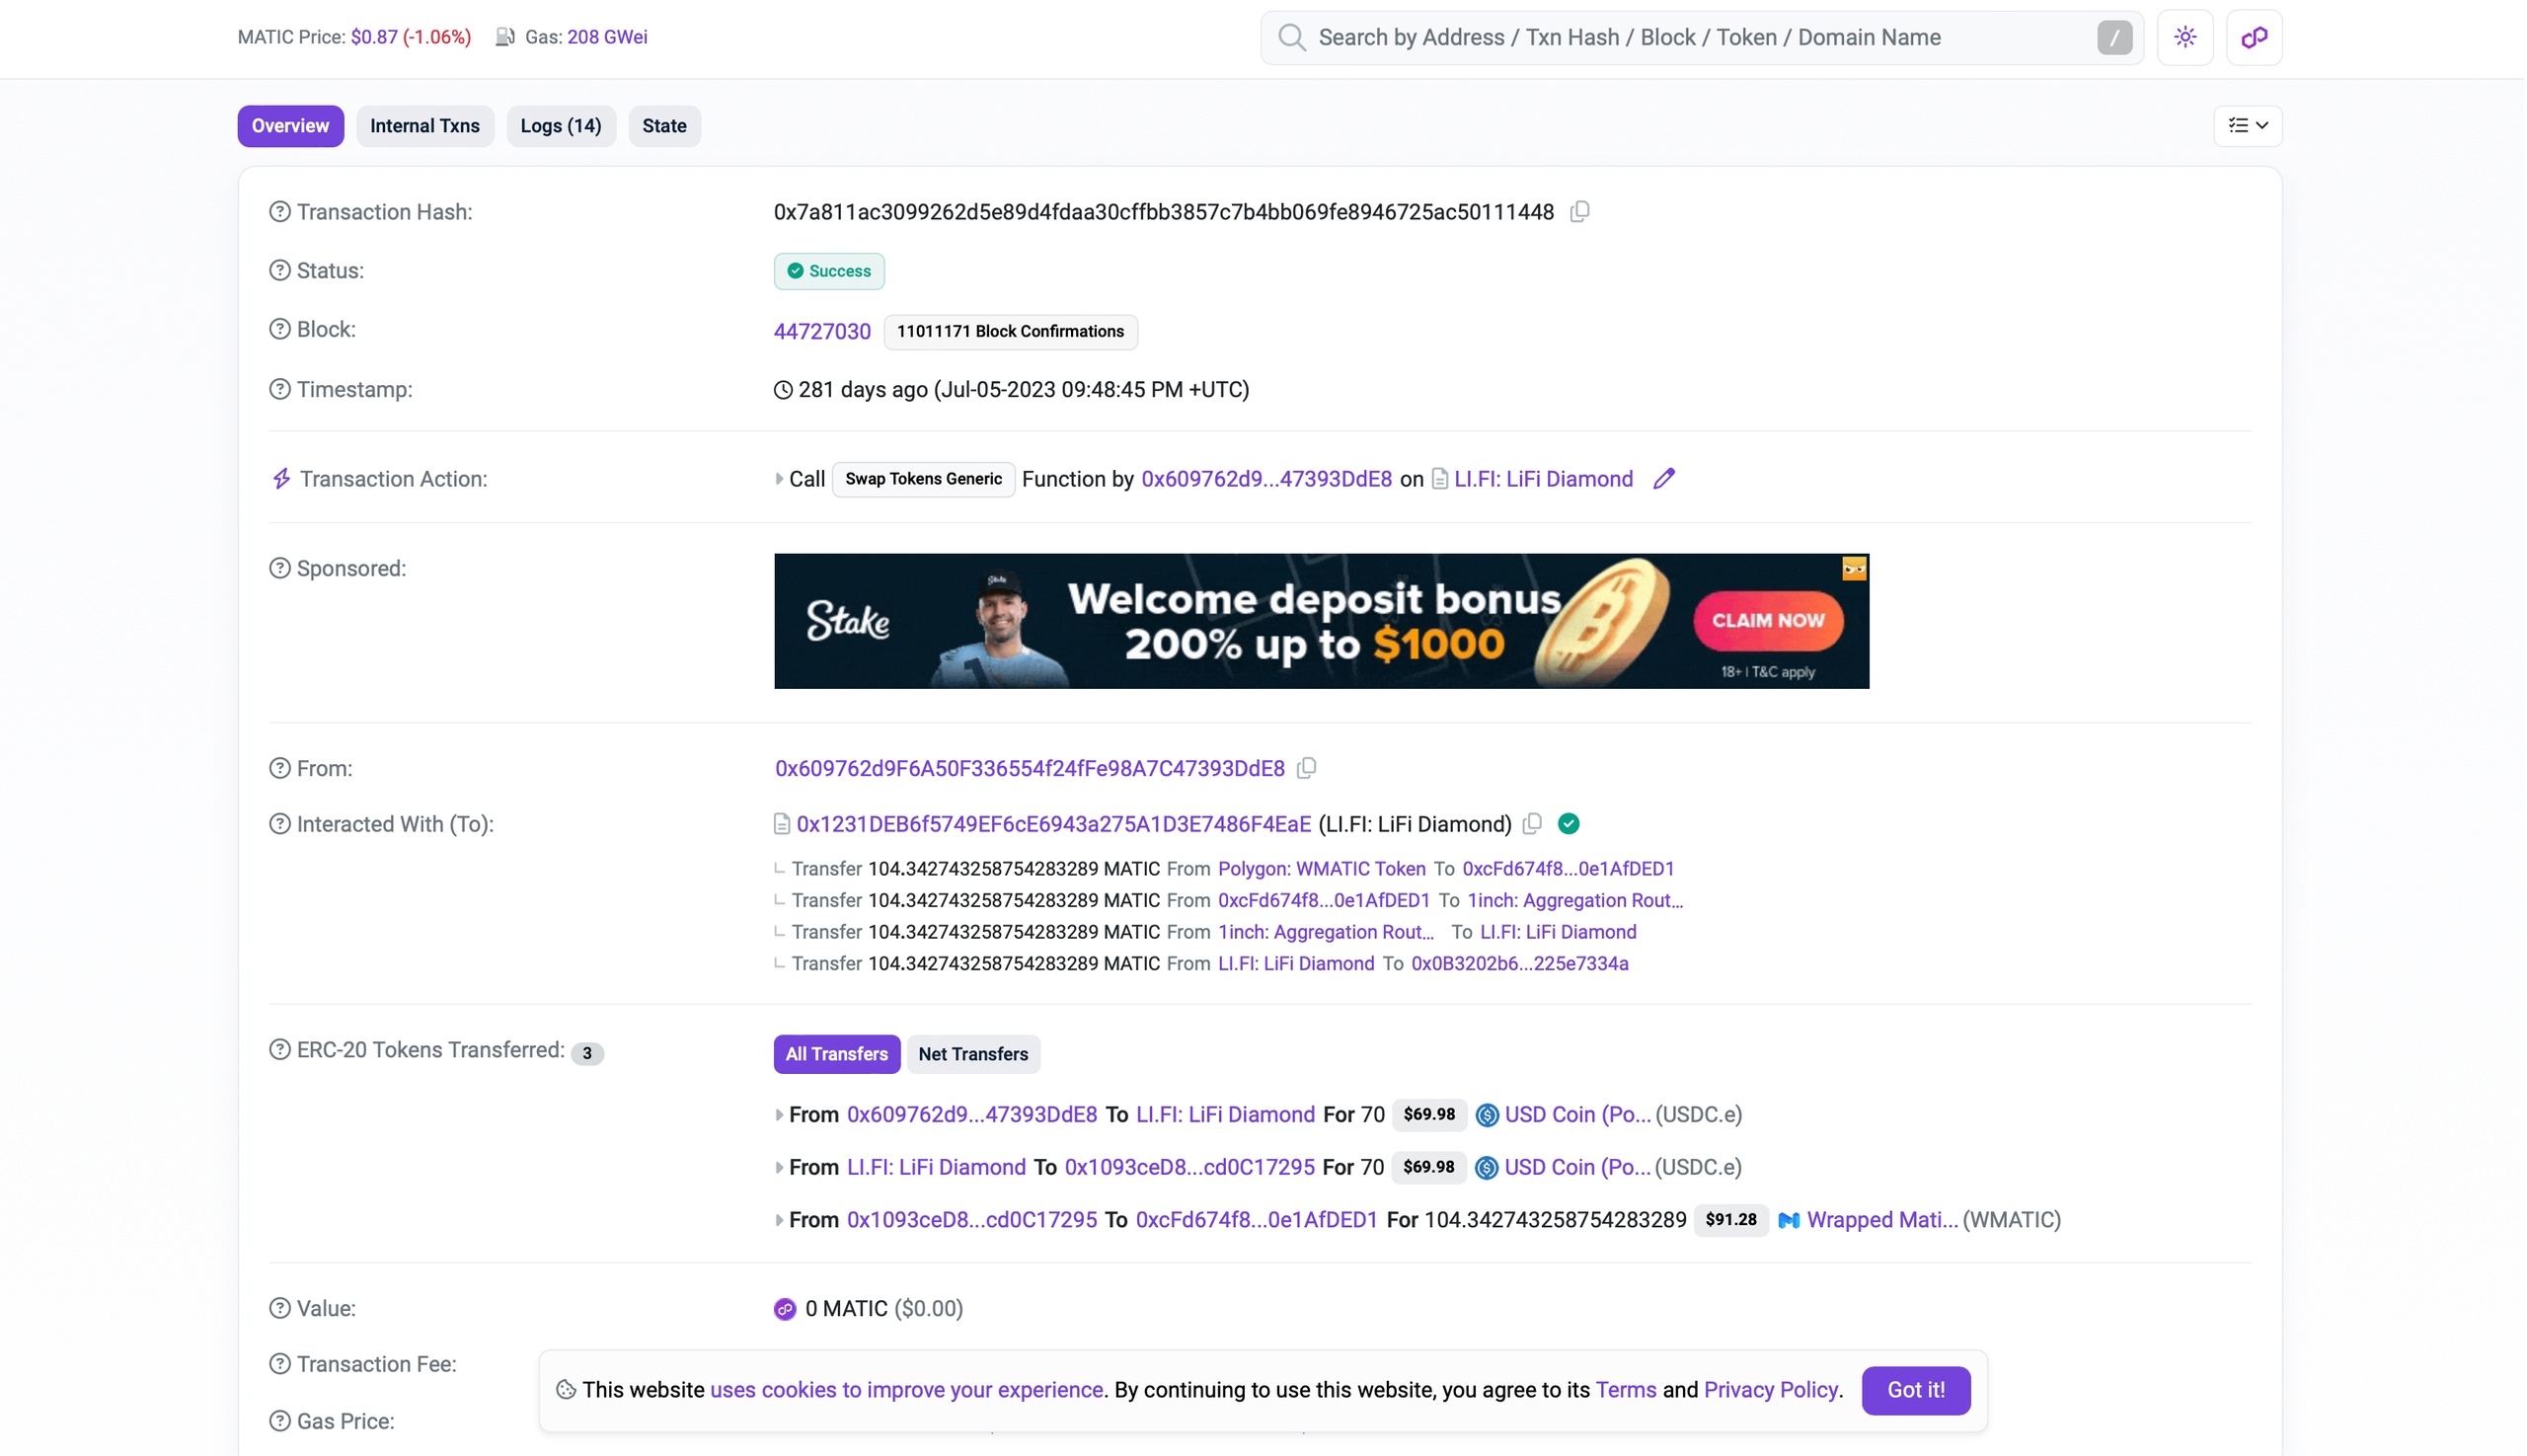 MATIC Price: $0.87 (-1.06%) Gas: 208 GWei Search by Address / Txn Hash / Block / Token / Domain Name /
Overview Internal Txns Logs (14) State
Transaction Hash: 0x7a811ac3099262d5e89d4fdaa30cffbb3857c7b4bb069fe8946725ac50111448
Status: Success
Block: 44727030 11011171 Block Confirmations
Timestamp: 281 days ago (Jul-05-2023 09:48:45 PM +UTC)
Transaction Action: Call Swap Tokens Generic Function by 0x609762d9...47393DdE8 on LI.FI: LiFi Diamond
Sponsored:
Stake
Stake
Welcome deposit bonus
200% up to $1000
CLAIM NOW
18+ | T&C apply
From: 0x609762d9F6A50F336554f24fFe98A7C47393DdE8
Interacted With (To): 0x1231DEB6f5749EF6cE6943a275A1D3E7486F4EaE (LI.FI: LiFi Diamond)
Transfer 104.342743258754283289 MATIC From Polygon: WMATIC Token To 0xcFd674f8...0e1AfDED1
Transfer 104.342743258754283289 MATIC From 0xcFd674f8...0e1AfDED1 To 1inch: Aggregation Rout...
Transfer 104.342743258754283289 MATIC From 1inch: Aggregation Rout... To LI.FI: LiFi Diamond
Transfer 104.342743258754283289 MATIC From LI.FI: LiFi Diamond To 0x0B3202b6...225e7334a
ERC-20 Tokens Transferred: 3 All Transfers Net Transfers
From 0x609762d9...47393DdE8 To LI.FI: LiFi Diamond For 70 $69.98 USD Coin (Po... (USDC.e)
From LI.FI: LiFi Diamond To 0x1093ceD8...cd0C17295 For 70 $69.98 USD Coin (Po... (USDC.e)
From 0x1093ceD8...cd0C17295 To 0xcFd674f8...0e1AfDED1 For 104.342743258754283289 $91.28 Wrapped Mati... (WMATIC)
Value: 0 MATIC ($0.00)
Transaction Fee:
This website uses cookies to improve your experience. By continuing to use this website, you agree to its Terms and Privacy Policy. Got it!
Gas Price: